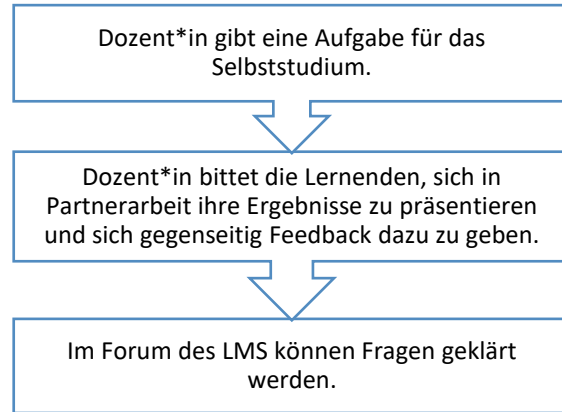 Dozent*in gibt eine Aufgabe für das
Selbststudium.
Dozent*in bittet die Lernenden, sich in
Partnerarbeit ihre Ergebnisse zu präsentieren
und sich gegenseitig Feedback dazu zu geben.
Im Forum des LMS können Fragen geklärt
werden.